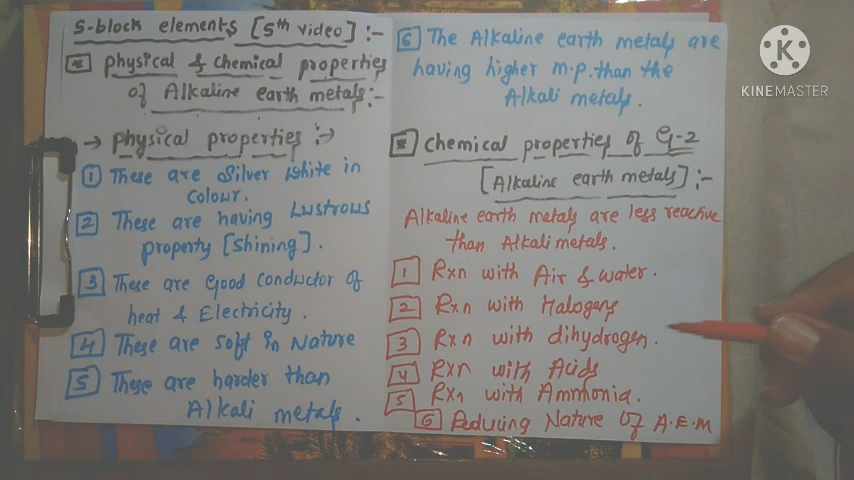 S-block elements [5th video] :-
* physical & chemical properties
of Alkaline earth metals:-
→ physical properties :→
1 These are Silver white in
colour.
2 These are having Lustrows
property [shining].
3 These are Good conductor of
heat & Electricity.
4 These are soft in Nature
5 These are harder than
Alkali metals.
6 The Alkaline earth metals are
having higher m.p. than the
Alkali metals.
* Chemical properties of G-2
[Alkaline earth metals] :-
Alkaline earth metals are less reactive
than Alkali metals.
1 Rxn with Air & water.
2 Rxn with Halogens
3 Rxn with dihydrogen.
4 Rxn with Acids
5 Rxn with Ammonia.
6 Reducing Nature of A.E.M
K
KINEMASTER